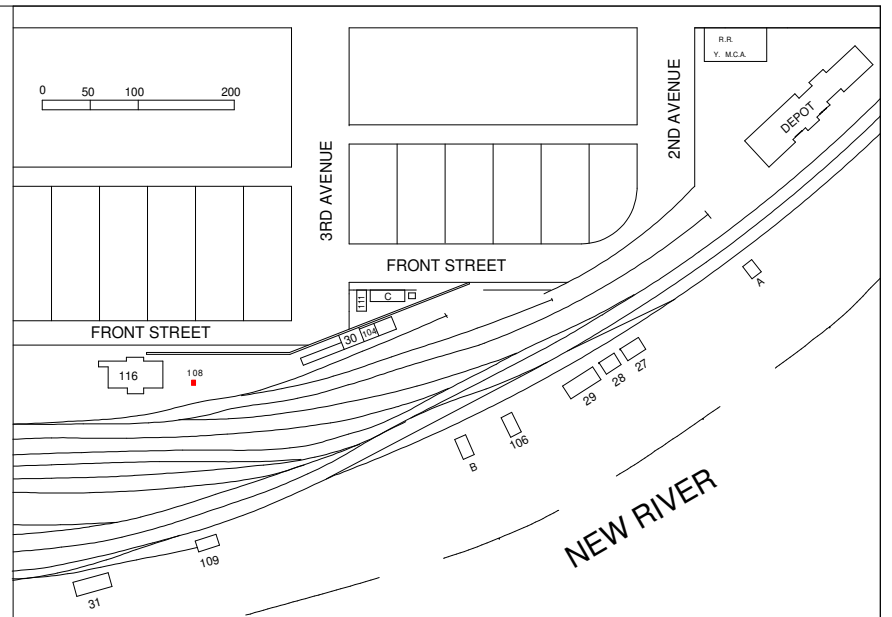 R.R.
Y. M.C.A.
0 50 100 200
DEPOT
2ND AVENUE
3RD AVENUE
FRONT STREET
A
111
C
FRONT STREET
30
104
116
108
27
28
29
106
B
NEW RIVER
109
31